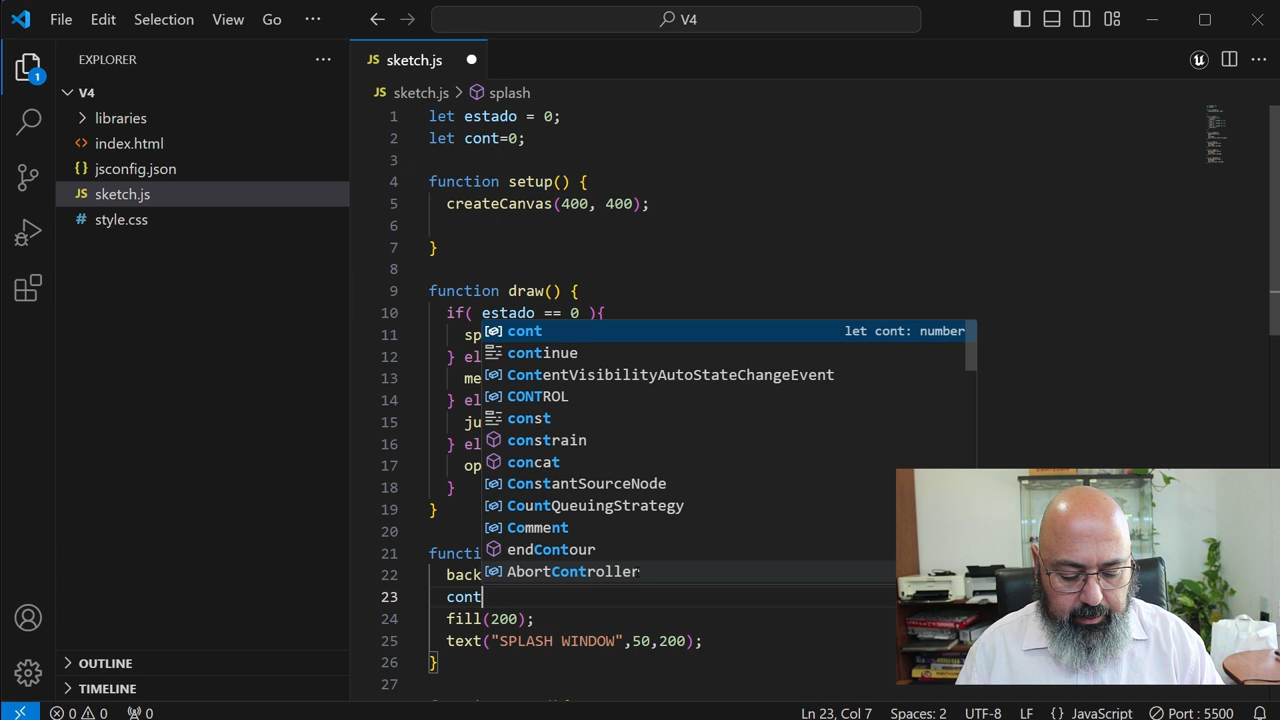 File Edit Selection View Go ··· V4
EXPLORER ···
V4
libraries
index.html
jsconfig.json
sketch.js
style.css
OUTLINE
TIMELINE
1
JS sketch.js
JS sketch.js > splash
1 let estado = 0;
2 let cont=0;
3
4 function setup() {
5 createCanvas(400, 400);
6
7 }
8
9 function draw() {
10 if( estado == 0 ){
11 sp
12 } el
13 me
14 } el
15 ju
16 } el
17 op
18 }
19 }
20
21 functi
22 back
23 cont
24 fill(200);
25 text("SPLASH WINDOW",50,200);
26 }
27
cont let cont: number
continue
ContentVisibilityAutoStateChangeEvent
CONTROL
const
constrain
concat
ConstantSourceNode
CountQueuingStrategy
Comment
endContour
AbortController
0 0 0 Ln 23, Col 7 Spaces: 2 UTF-8 LF {} JavaScript Port : 5500